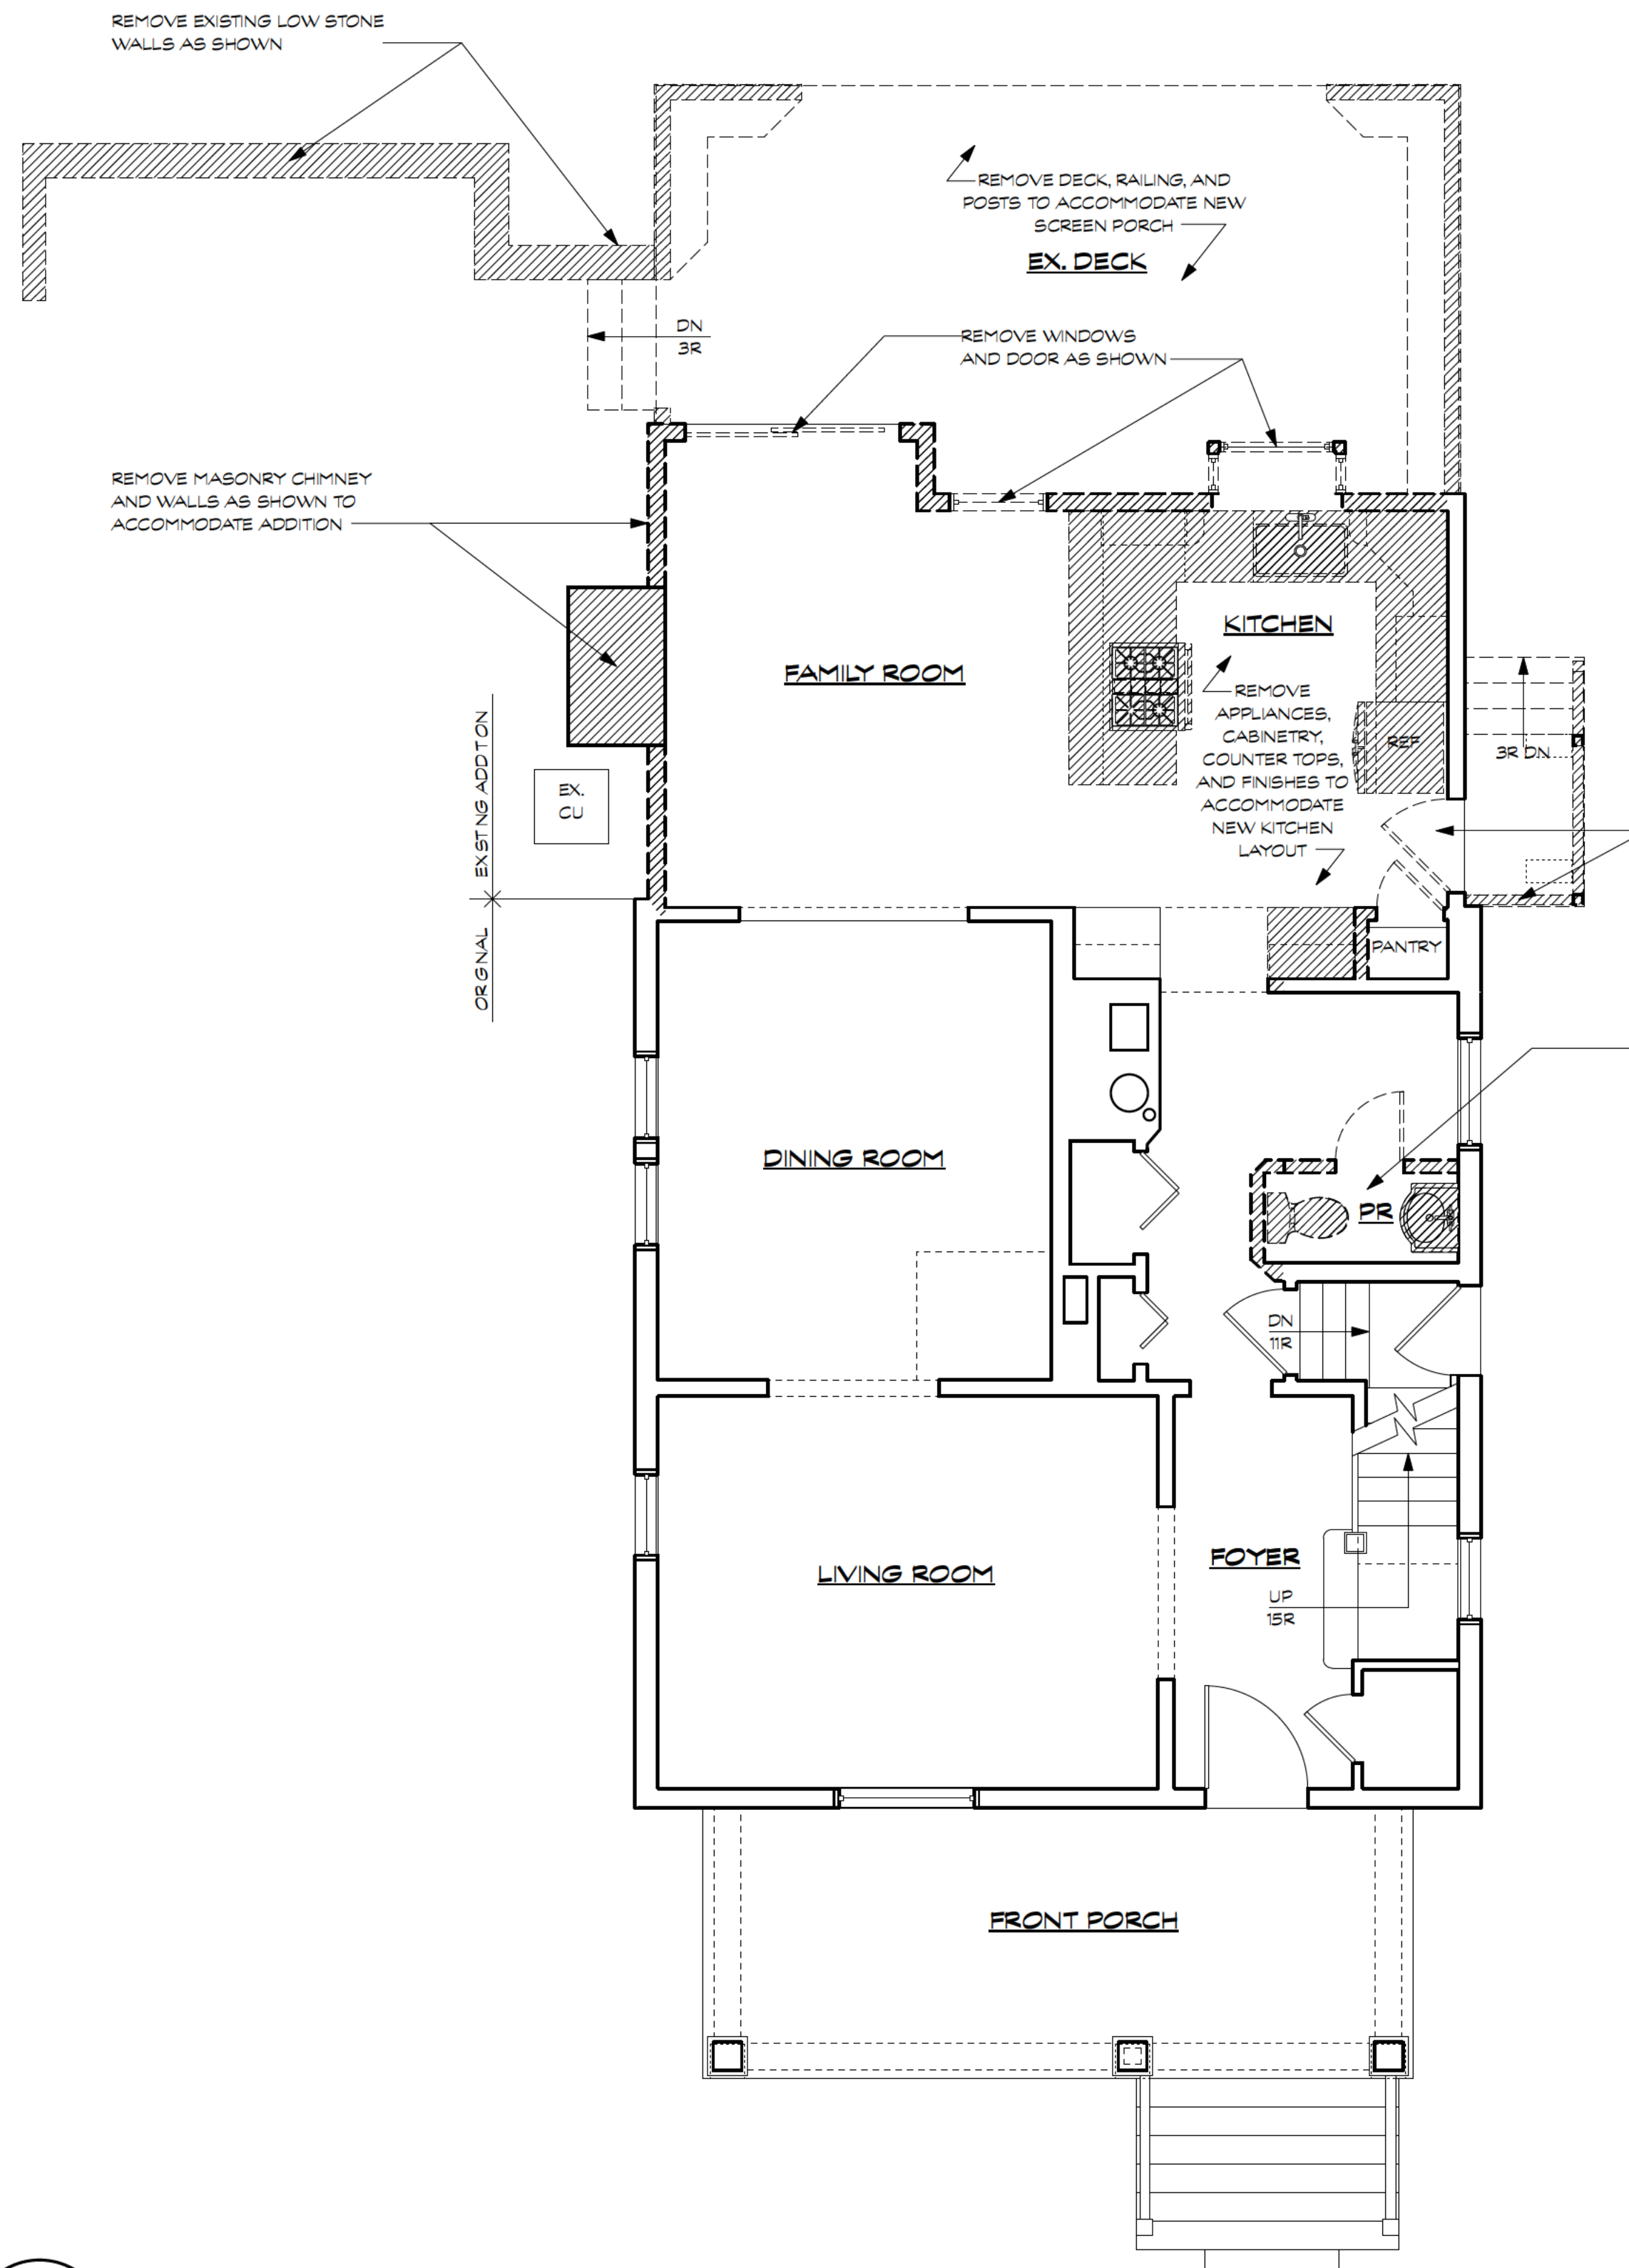 REMOVE EXISTING LOW STONE
WALLS AS SHOWN
REMOVE DECK, RAILING, AND
POSTS TO ACCOMMODATE NEW
SCREEN PORCH
EX. DECK
DN
3R
REMOVE WINDOWS
AND DOOR AS SHOWN
REMOVE MASONRY CHIMNEY
AND WALLS AS SHOWN TO
ACCOMMODATE ADDITION
KITCHEN
FAMILY ROOM
REMOVE
APPLIANCES,
CABINETRY,
COUNTER TOPS,
AND FINISHES TO
ACCOMMODATE
NEW KITCHEN
LAYOUT
REF
3R DN
EX.
CU
EXSTNG ADDTON
ORGNAL
PANTRY
DINING ROOM
PR
DN
11R
LIVING ROOM
FOYER
UP
15R
FRONT PORCH